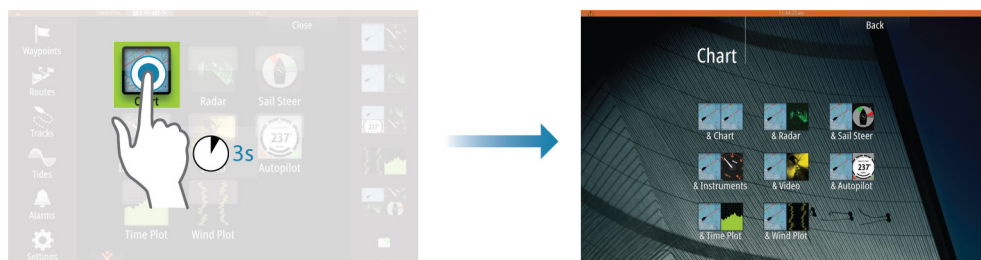 Close
Waypoints
Routes
Tracks
Tides
Alarms
Settings
Chart
Radar
Sail Steer
3s
Autopilot
Time Plot
Wind Plot
237°
Back
Chart
& Chart
& Radar
& Sail Steer
& Instruments
& Video
& Autopilot
237°
& Time Plot
& Wind Plot